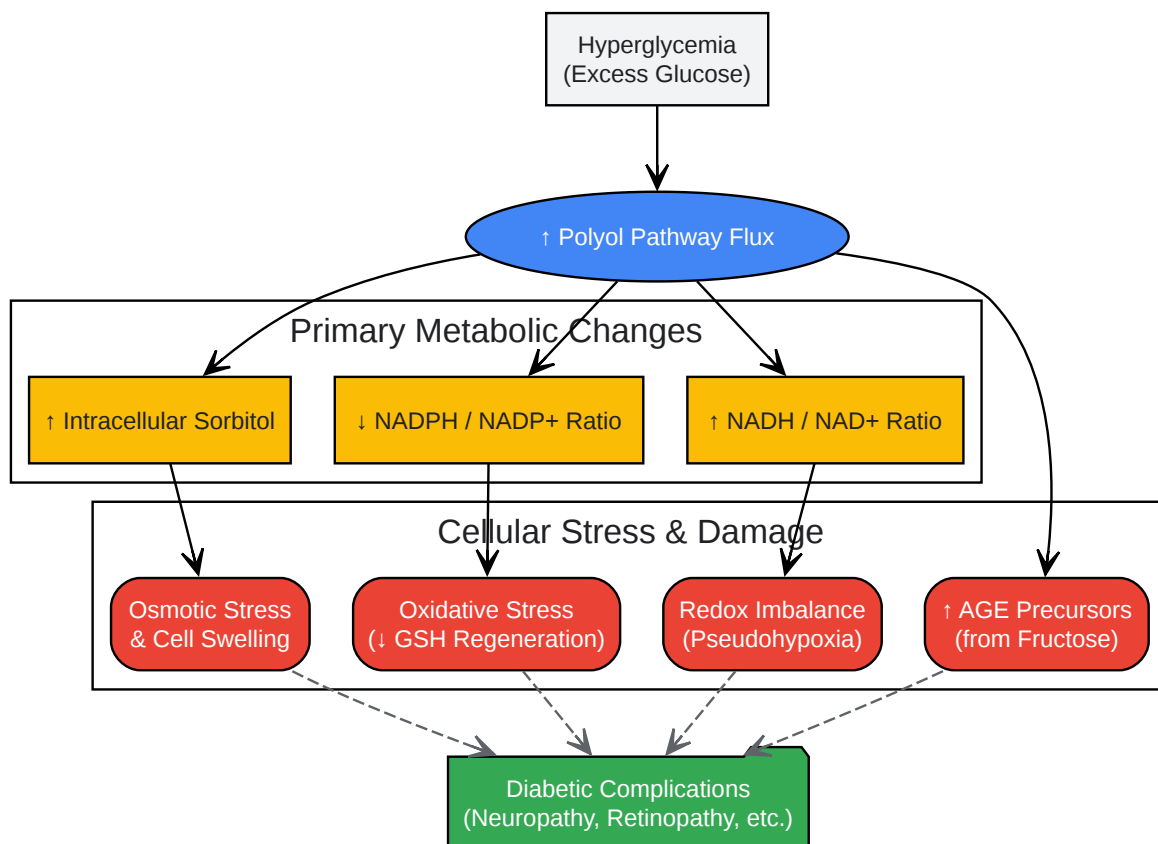 Hyperglycemia
(Excess Glucose)
↑ Polyol Pathway Flux
Primary Metabolic Changes
↑ Intracellular Sorbitol
↓ NADPH / NADP+ Ratio
↑ NADH / NAD+ Ratio
Cellular Stress & Damage
Osmotic Stress
& Cell Swelling
Oxidative Stress
(↓ GSH Regeneration)
Redox Imbalance
(Pseudohypoxia)
↑ AGE Precursors
(from Fructose)
Diabetic Complications
(Neuropathy, Retinopathy, etc.)